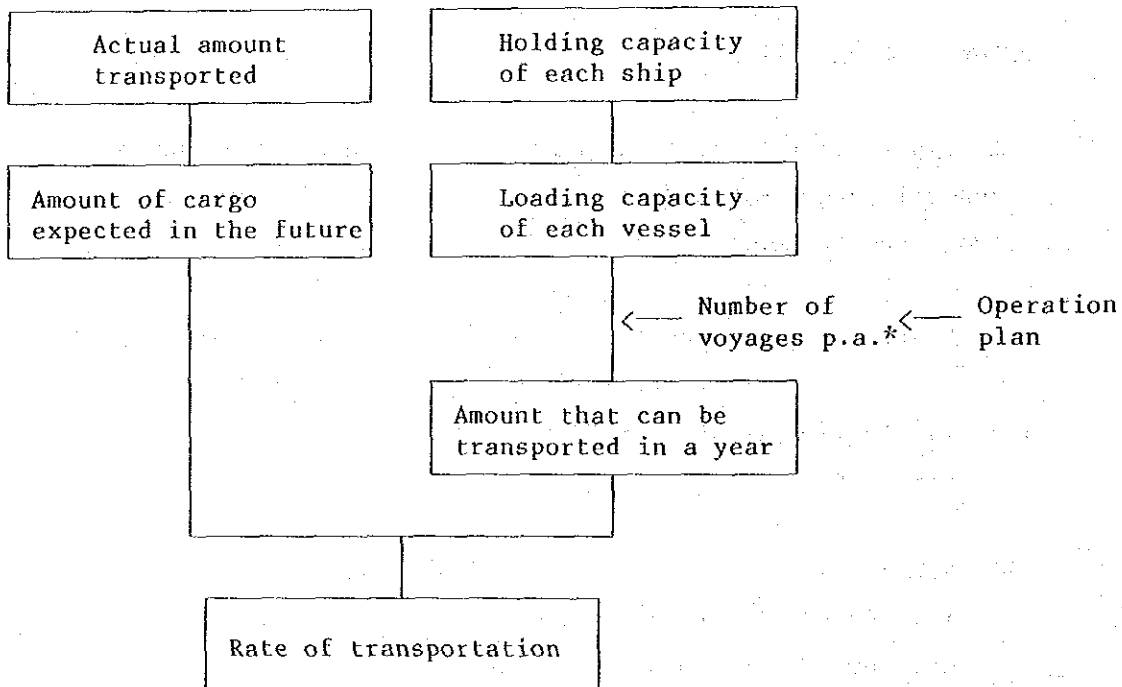 Actual amount
transported
Holding capacity
of each ship
Amount of cargo
expected in the future
Loading capacity
of each vessel
Number of
voyages p.a.*
Operation
plan
Amount that can be
transported in a year
Rate of transportation